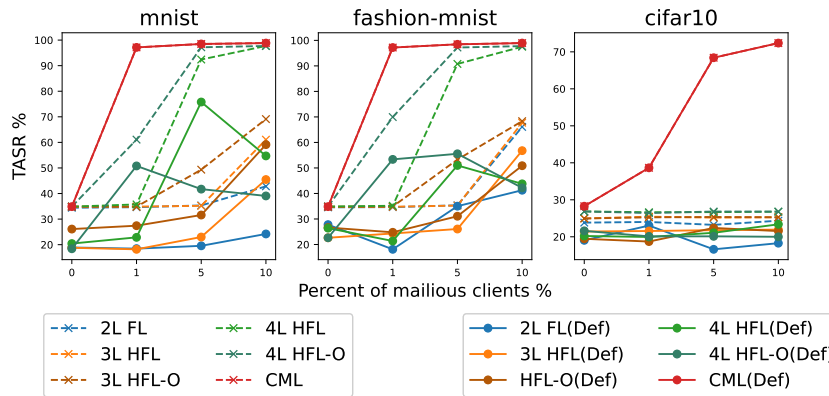 mnist fashion-mnist cifar10
TASR %
100 100
90 90 70
80 80 60
70 70
60 60 50
50 50 40
40 40
30 30 30
20 20 20
0 1 5 10 0 1 5 10 0 1 5 10
Percent of mailious clients %
2L FL 4L HFL 2L FL(Def) 4L HFL(Def)
3L HFL 4L HFL-O 3L HFL(Def) 4L HFL-O(Def)
3L HFL-O CML HFL-O(Def) CML(Def)